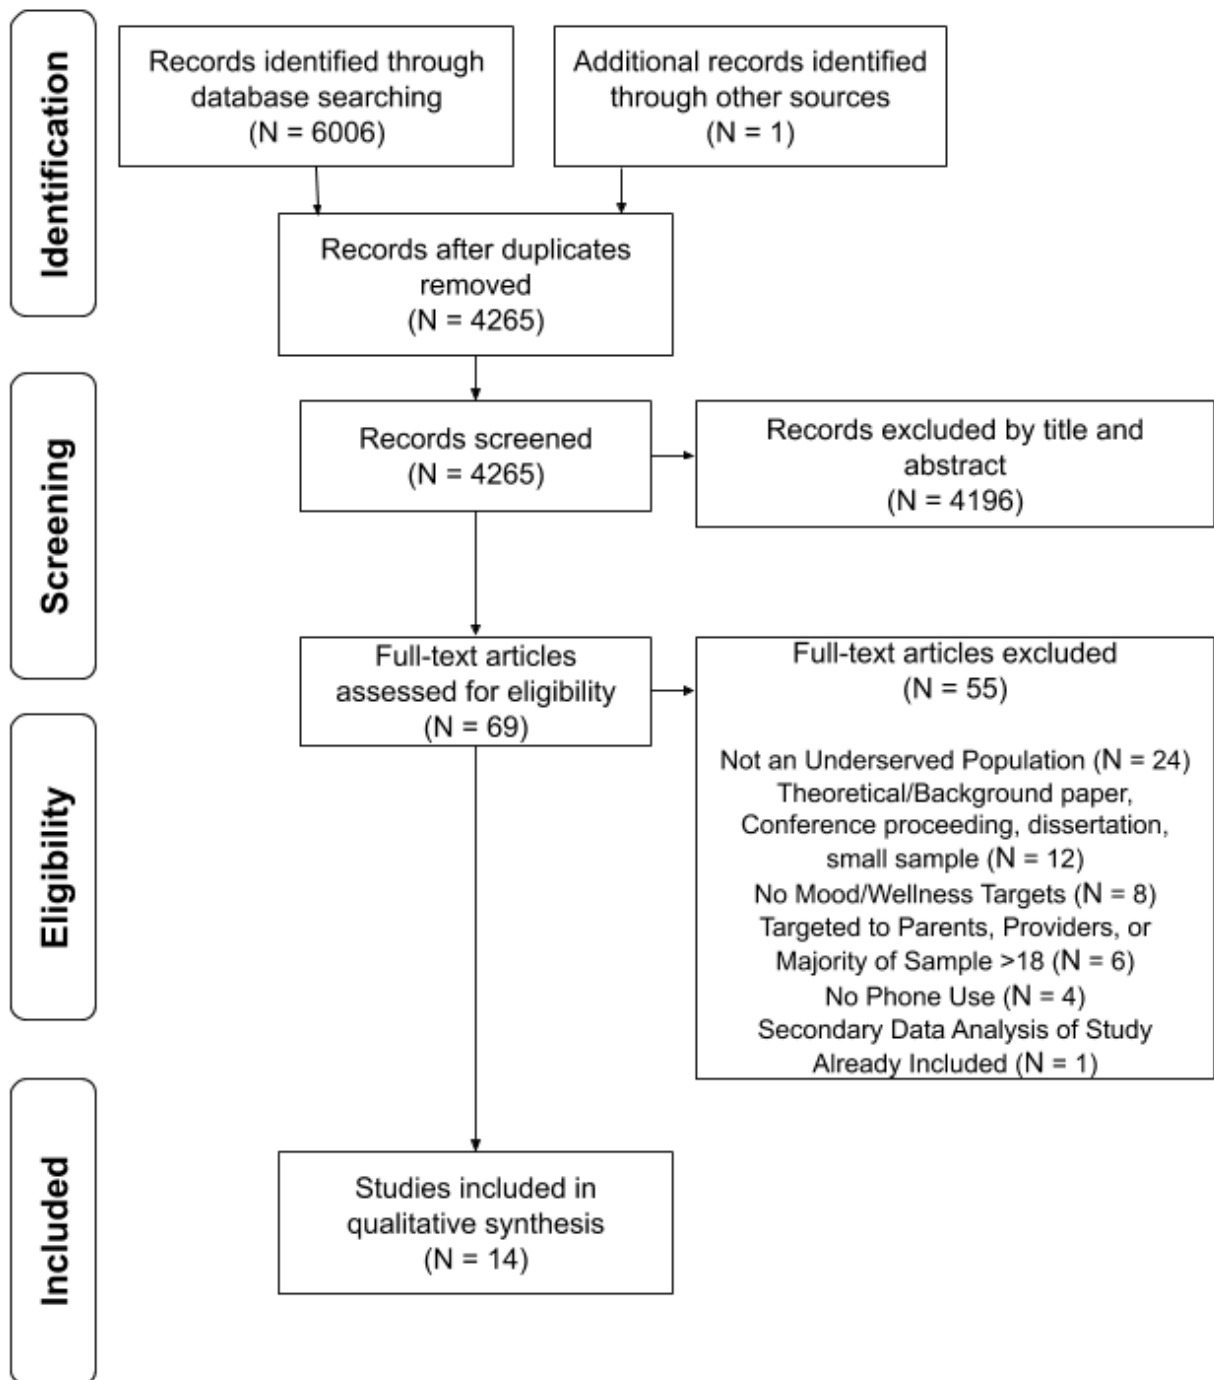 Identification
Records identified through
database searching
(N = 6006)
Additional records identified
through other sources
(N = 1)
Records after duplicates
removed
(N = 4265)
Screening
Records screened
(N = 4265)
Records excluded by title and
abstract
(N = 4196)
Full-text articles
assessed for eligibility
(N = 69)
Full-text articles excluded
(N = 55)
Not an Underserved Population (N = 24)
Theoretical/Background paper,
Conference proceeding, dissertation,
small sample (N = 12)
No Mood/Wellness Targets (N = 8)
Targeted to Parents, Providers, or
Majority of Sample >18 (N = 6)
No Phone Use (N = 4)
Secondary Data Analysis of Study
Already Included (N = 1)
Eligibility
Included
Studies included in
qualitative synthesis
(N = 14)